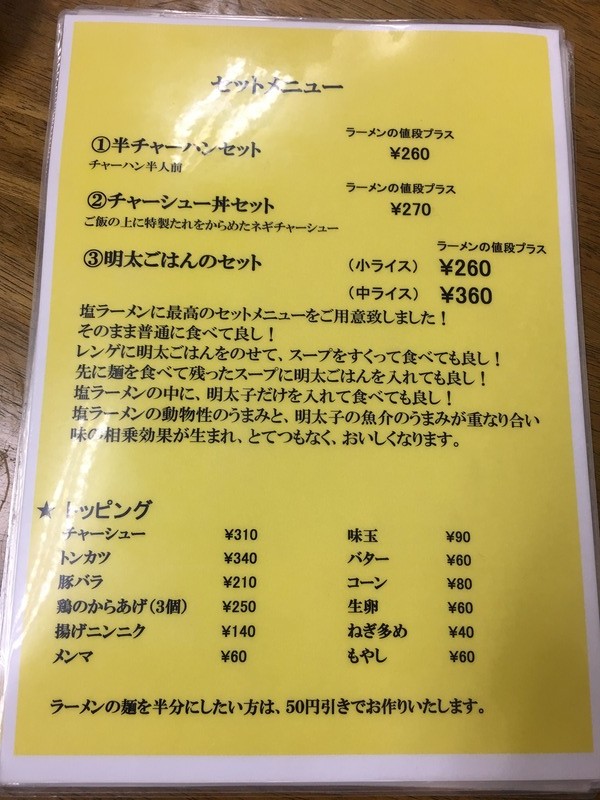 セットメニュー
①半チャーハンセット
ラーメンの値段プラス
¥260
チャーハン半人前
②チャーシュー丼セット
ラーメンの値段プラス
¥270
ご飯の上に特製たれをからめたネギチャーシュー
③明太ごはんのセット
ラーメンの値段プラス
（小ライス） ¥260
（中ライス） ¥360
塩ラーメンに最高のセットメニューをご用意致しました！
そのまま普通に食べて良し！
レンゲに明太ごはんをのせて、スープをすくって食べても良し！
先に麺を食べて残ったスープに明太ごはんを入れても良し！
塩ラーメンの中に、明太子だけを入れて食べても良し！
塩ラーメンの動物性のうまみと、明太子の魚介のうまみが重なり合い
味の相乗効果が生まれ、とてつもなく、おいしくなります。
★ トッピング
チャーシュー ¥310 味玉 ¥90
トンカツ ¥340 バター ¥60
豚バラ ¥210 コーン ¥80
鶏のからあげ（3個） ¥250 生卵 ¥60
揚げニンニク ¥140 ねぎ多め ¥40
メンマ ¥60 もやし ¥60
ラーメンの麺を半分にしたい方は、50円引きでお作りいたします。